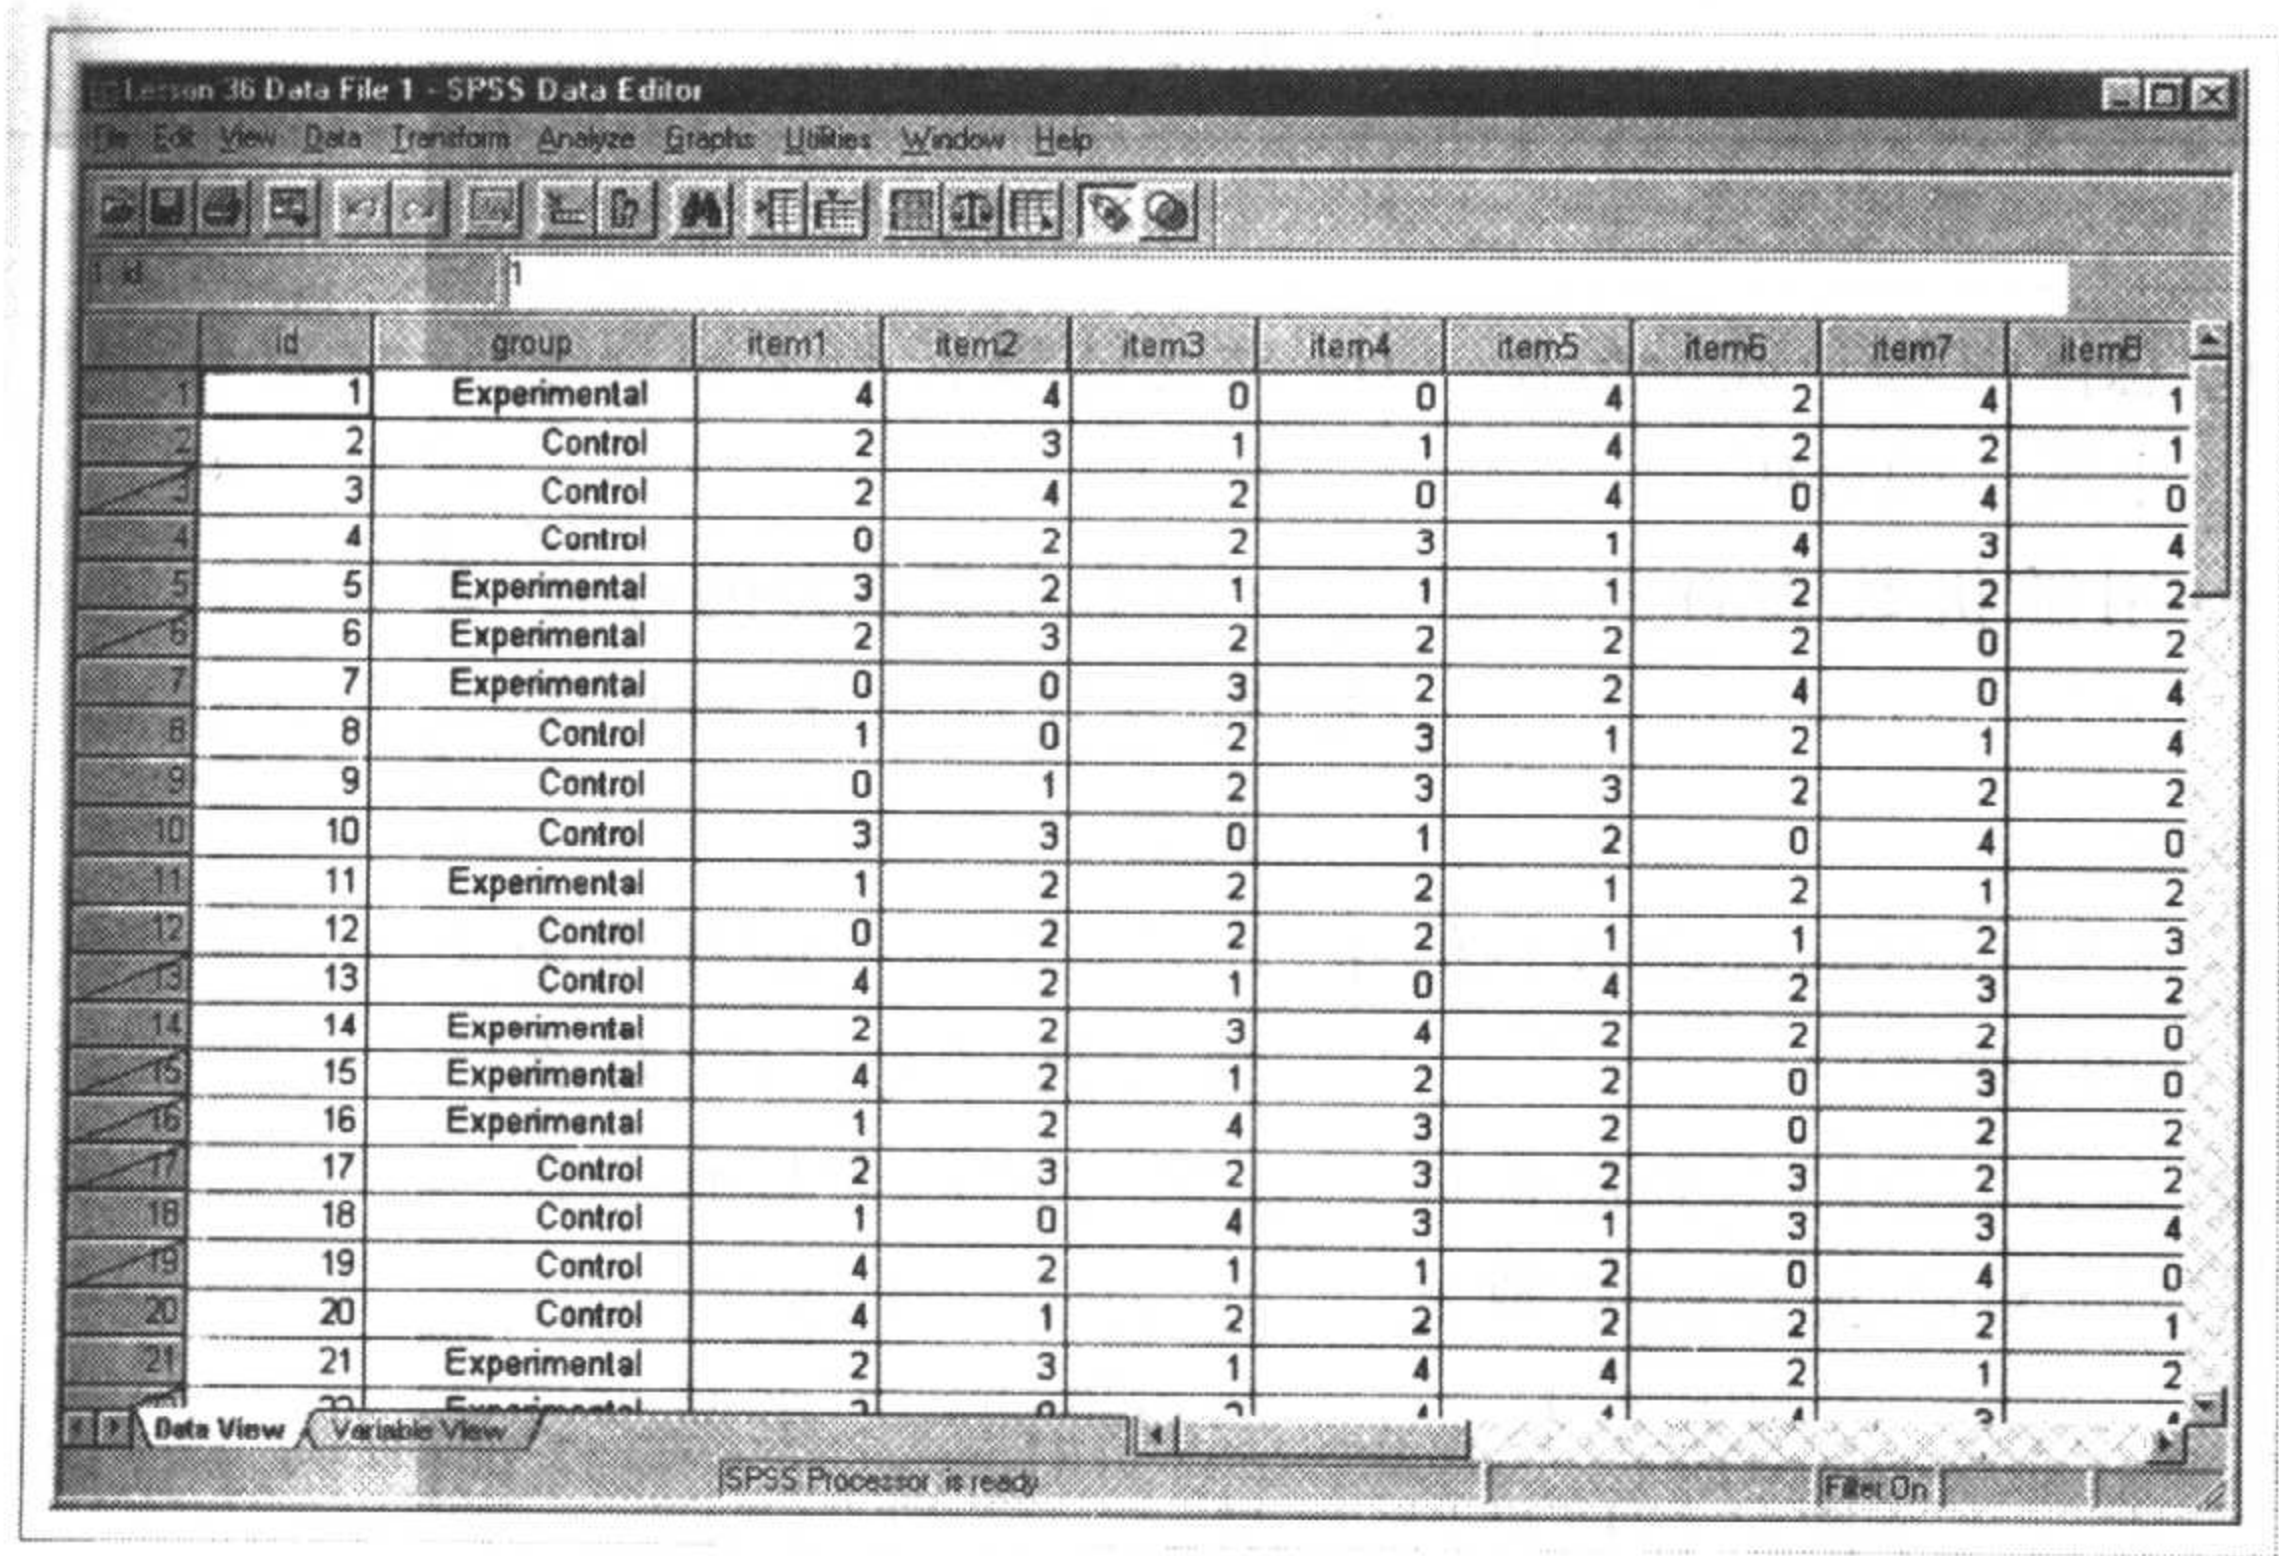 Lesson 36 Data File 1 - SPSS Data Editor
File Edit View Data Transform Analyze Graphs Utilities Window Help
1 id 1
id group item1 item2 item3 item4 item5 item6 item7 item8
1 1 Experimental 4 4 0 0 4 2 4 1
2 2 Control 2 3 1 1 4 2 2 1
3 3 Control 2 4 2 0 4 0 4 0
4 4 Control 0 2 2 3 1 4 3 4
5 5 Experimental 3 2 1 1 1 2 2 2
6 6 Experimental 2 3 2 2 2 2 0 2
7 7 Experimental 0 0 3 2 2 4 0 4
8 8 Control 1 0 2 3 1 2 1 4
9 9 Control 0 1 2 3 3 2 2 2
10 10 Control 3 3 0 1 2 0 4 0
11 11 Experimental 1 2 2 2 1 2 1 2
12 12 Control 0 2 2 2 1 1 2 3
13 13 Control 4 2 1 0 4 2 3 2
14 14 Experimental 2 2 3 4 2 2 2 0
15 15 Experimental 4 2 1 2 2 0 3 0
16 16 Experimental 1 2 4 3 2 0 2 2
17 17 Control 2 3 2 3 2 3 2 2
18 18 Control 1 0 4 3 1 3 3 4
19 19 Control 4 2 1 1 2 0 4 0
20 20 Control 4 1 2 2 2 2 2 1
21 21 Experimental 2 3 1 4 4 2 1 2
Experimental
Data View Variable View
SPSS Processor is ready Filter On